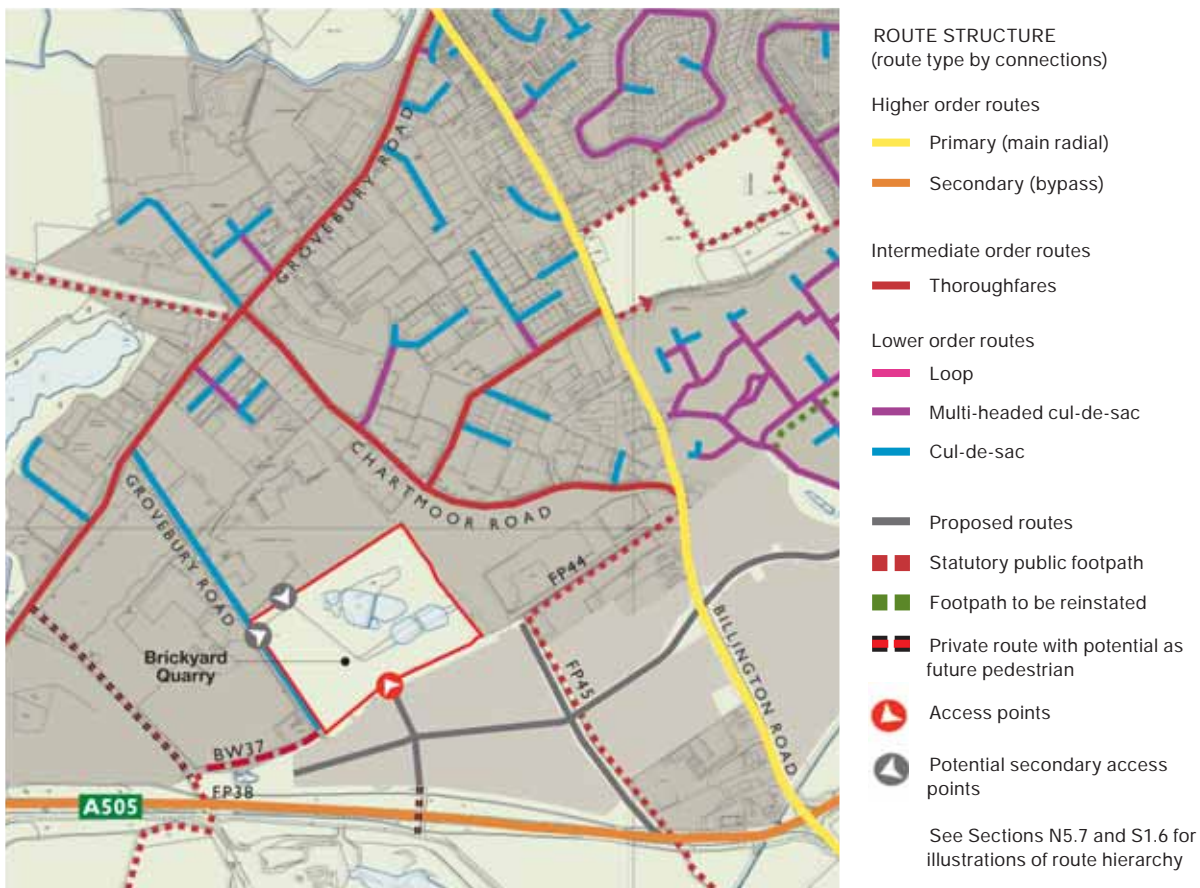 GROVEBURY ROAD
CHARTMOOR ROAD
GROVEBURY ROAD
FP44
FP45
BILLINGTON ROAD
Brickyard
Quarry
BW37
FP38
A505
ROUTE STRUCTURE
(route type by connections)
Higher order routes
Primary (main radial)
Secondary (bypass)
Intermediate order routes
Thoroughfares
Lower order routes
Loop
Multi-headed cul-de-sac
Cul-de-sac
Proposed routes
Statutory public footpath
Footpath to be reinstated
Private route with potential as
future pedestrian
Access points
Potential secondary access
points
See Sections N5.7 and S1.6 for
illustrations of route hierarchy